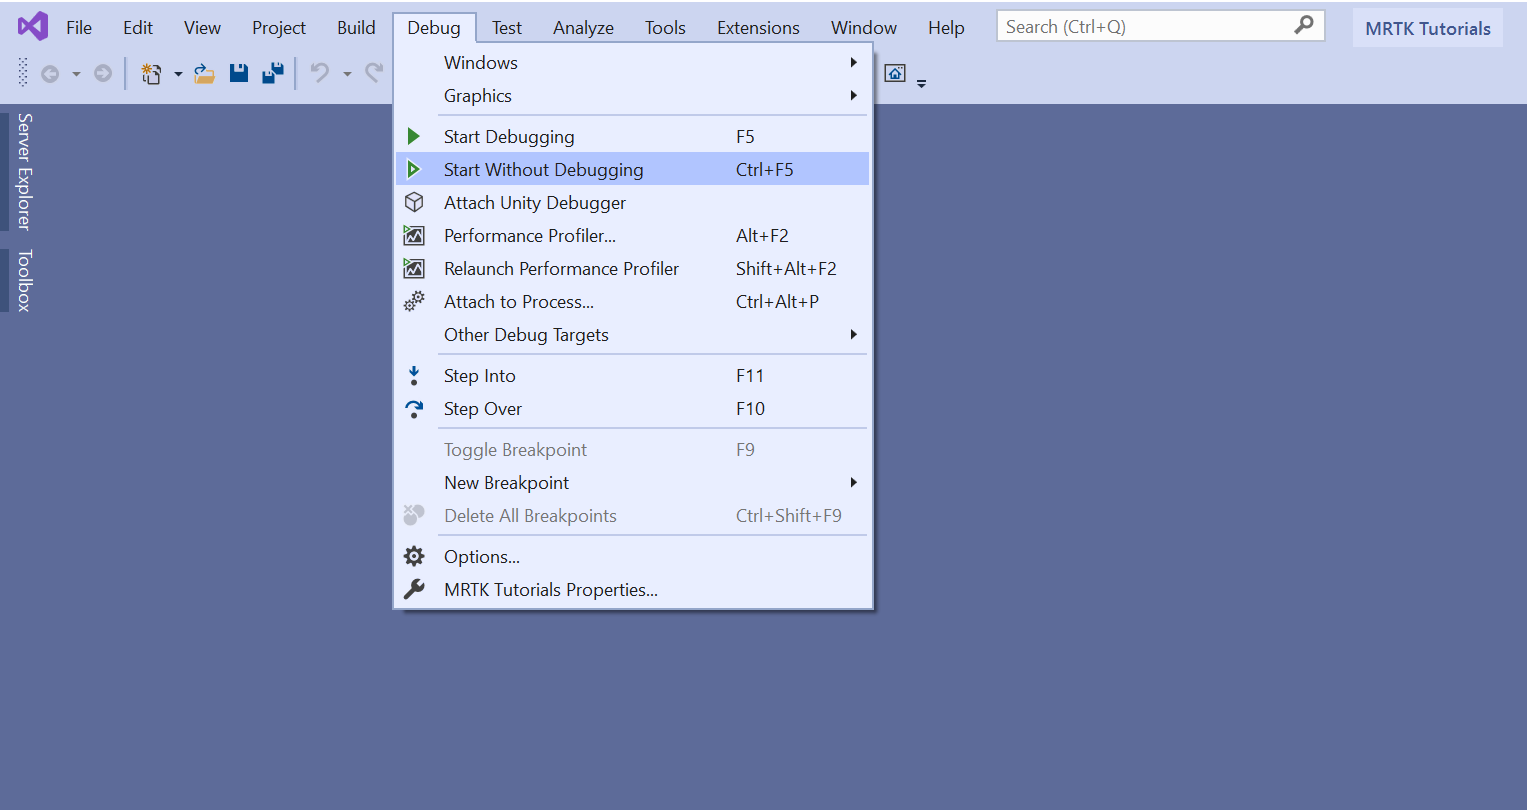 File Edit View Project Build Debug Test Analyze Tools Extensions Window Help Search (Ctrl+Q) MRTK Tutorials
Server Explorer
Toolbox
Windows
Graphics
Start Debugging F5
Start Without Debugging Ctrl+F5
Attach Unity Debugger
Performance Profiler... Alt+F2
Relaunch Performance Profiler Shift+Alt+F2
Attach to Process... Ctrl+Alt+P
Other Debug Targets
Step Into F11
Step Over F10
Toggle Breakpoint F9
New Breakpoint
Delete All Breakpoints Ctrl+Shift+F9
Options...
MRTK Tutorials Properties...